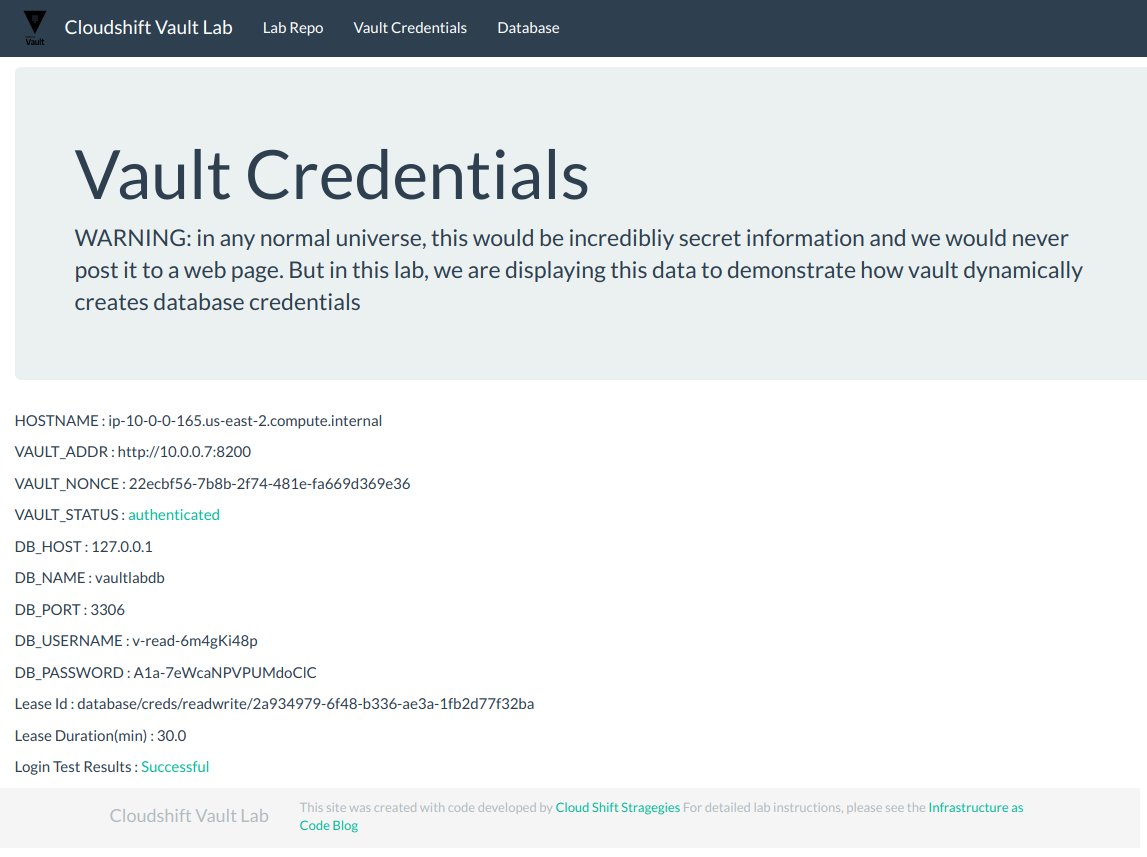 Vault
Cloudshift Vault Lab
Lab Repo
Vault Credentials
Database
Vault Credentials
WARNING: in any normal universe, this would be incredibliy secret information and we would never
post it to a web page. But in this lab, we are displaying this data to demonstrate how vault dynamically
creates database credentials
HOSTNAME : ip-10-0-0-165.us-east-2.compute.internal
VAULT_ADDR : http://10.0.0.7:8200
VAULT_NONCE : 22ecbf56-7b8b-2f74-481e-fa669d369e36
VAULT_STATUS : authenticated
DB_HOST : 127.0.0.1
DB_NAME : vaultlabdb
DB_PORT : 3306
DB_USERNAME : v-read-6m4gKi48p
DB_PASSWORD : A1a-7eWcaNPVPUMdoClC
Lease Id : database/creds/readwrite/2a934979-6f48-b336-ae3a-1fb2d77f32ba
Lease Duration(min) : 30.0
Login Test Results : Successful
Cloudshift Vault Lab
This site was created with code developed by Cloud Shift Stragegies For detailed lab instructions, please see the Infrastructure as
Code Blog